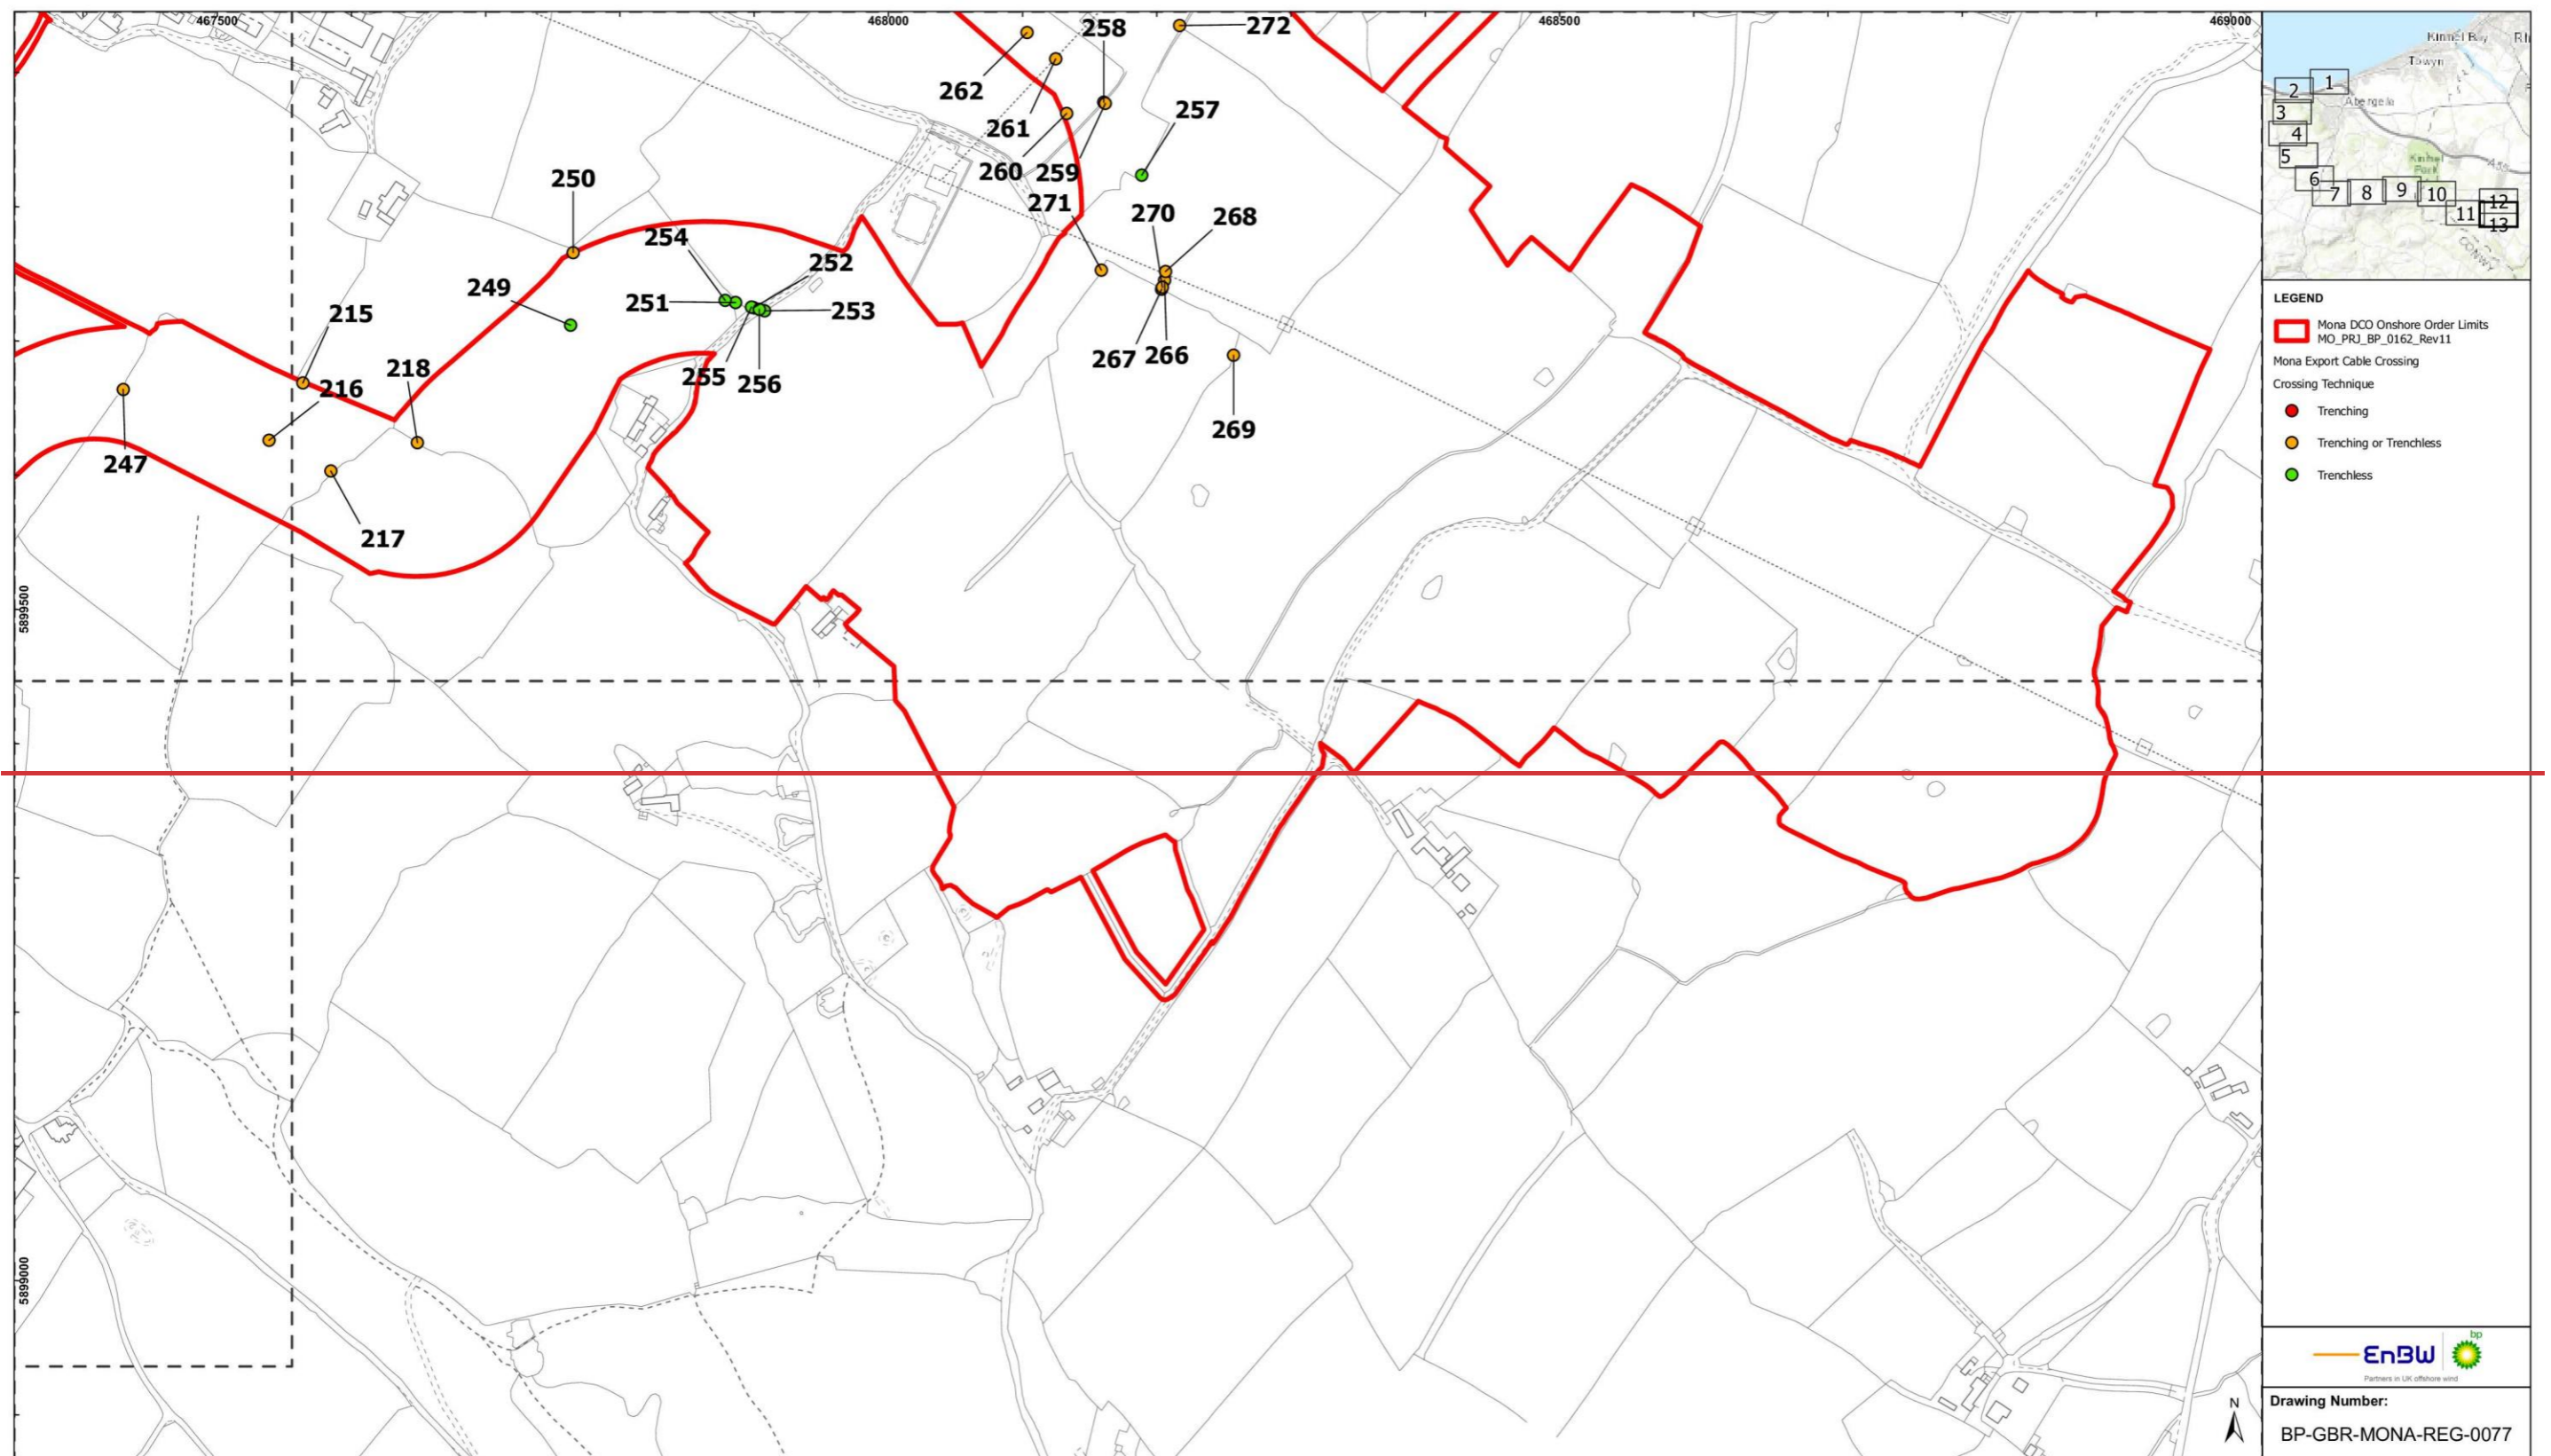 467500
468000
468500
469000
258
272
262
257
261
260
259
250
271
270
268
254
252
249
251
253
215
267
266
218
255
256
216
269
247
217
5899500
5899000
Kinmel Bay
Towyn
Abergele
Kinmel
Park
CONWY
1
2
3
4
5
6
7
8
9
10
11
12
13
LEGEND
Mona DCO Onshore Order Limits
MO_PRJ_BP_0162_Rev11
Mona Export Cable Crossing
Crossing Technique
Trenching
Trenching or Trenchless
Trenchless
EnBW
bp
Partners in UK offshore wind
Drawing Number:
N
BP-GBR-MONA-REG-0077